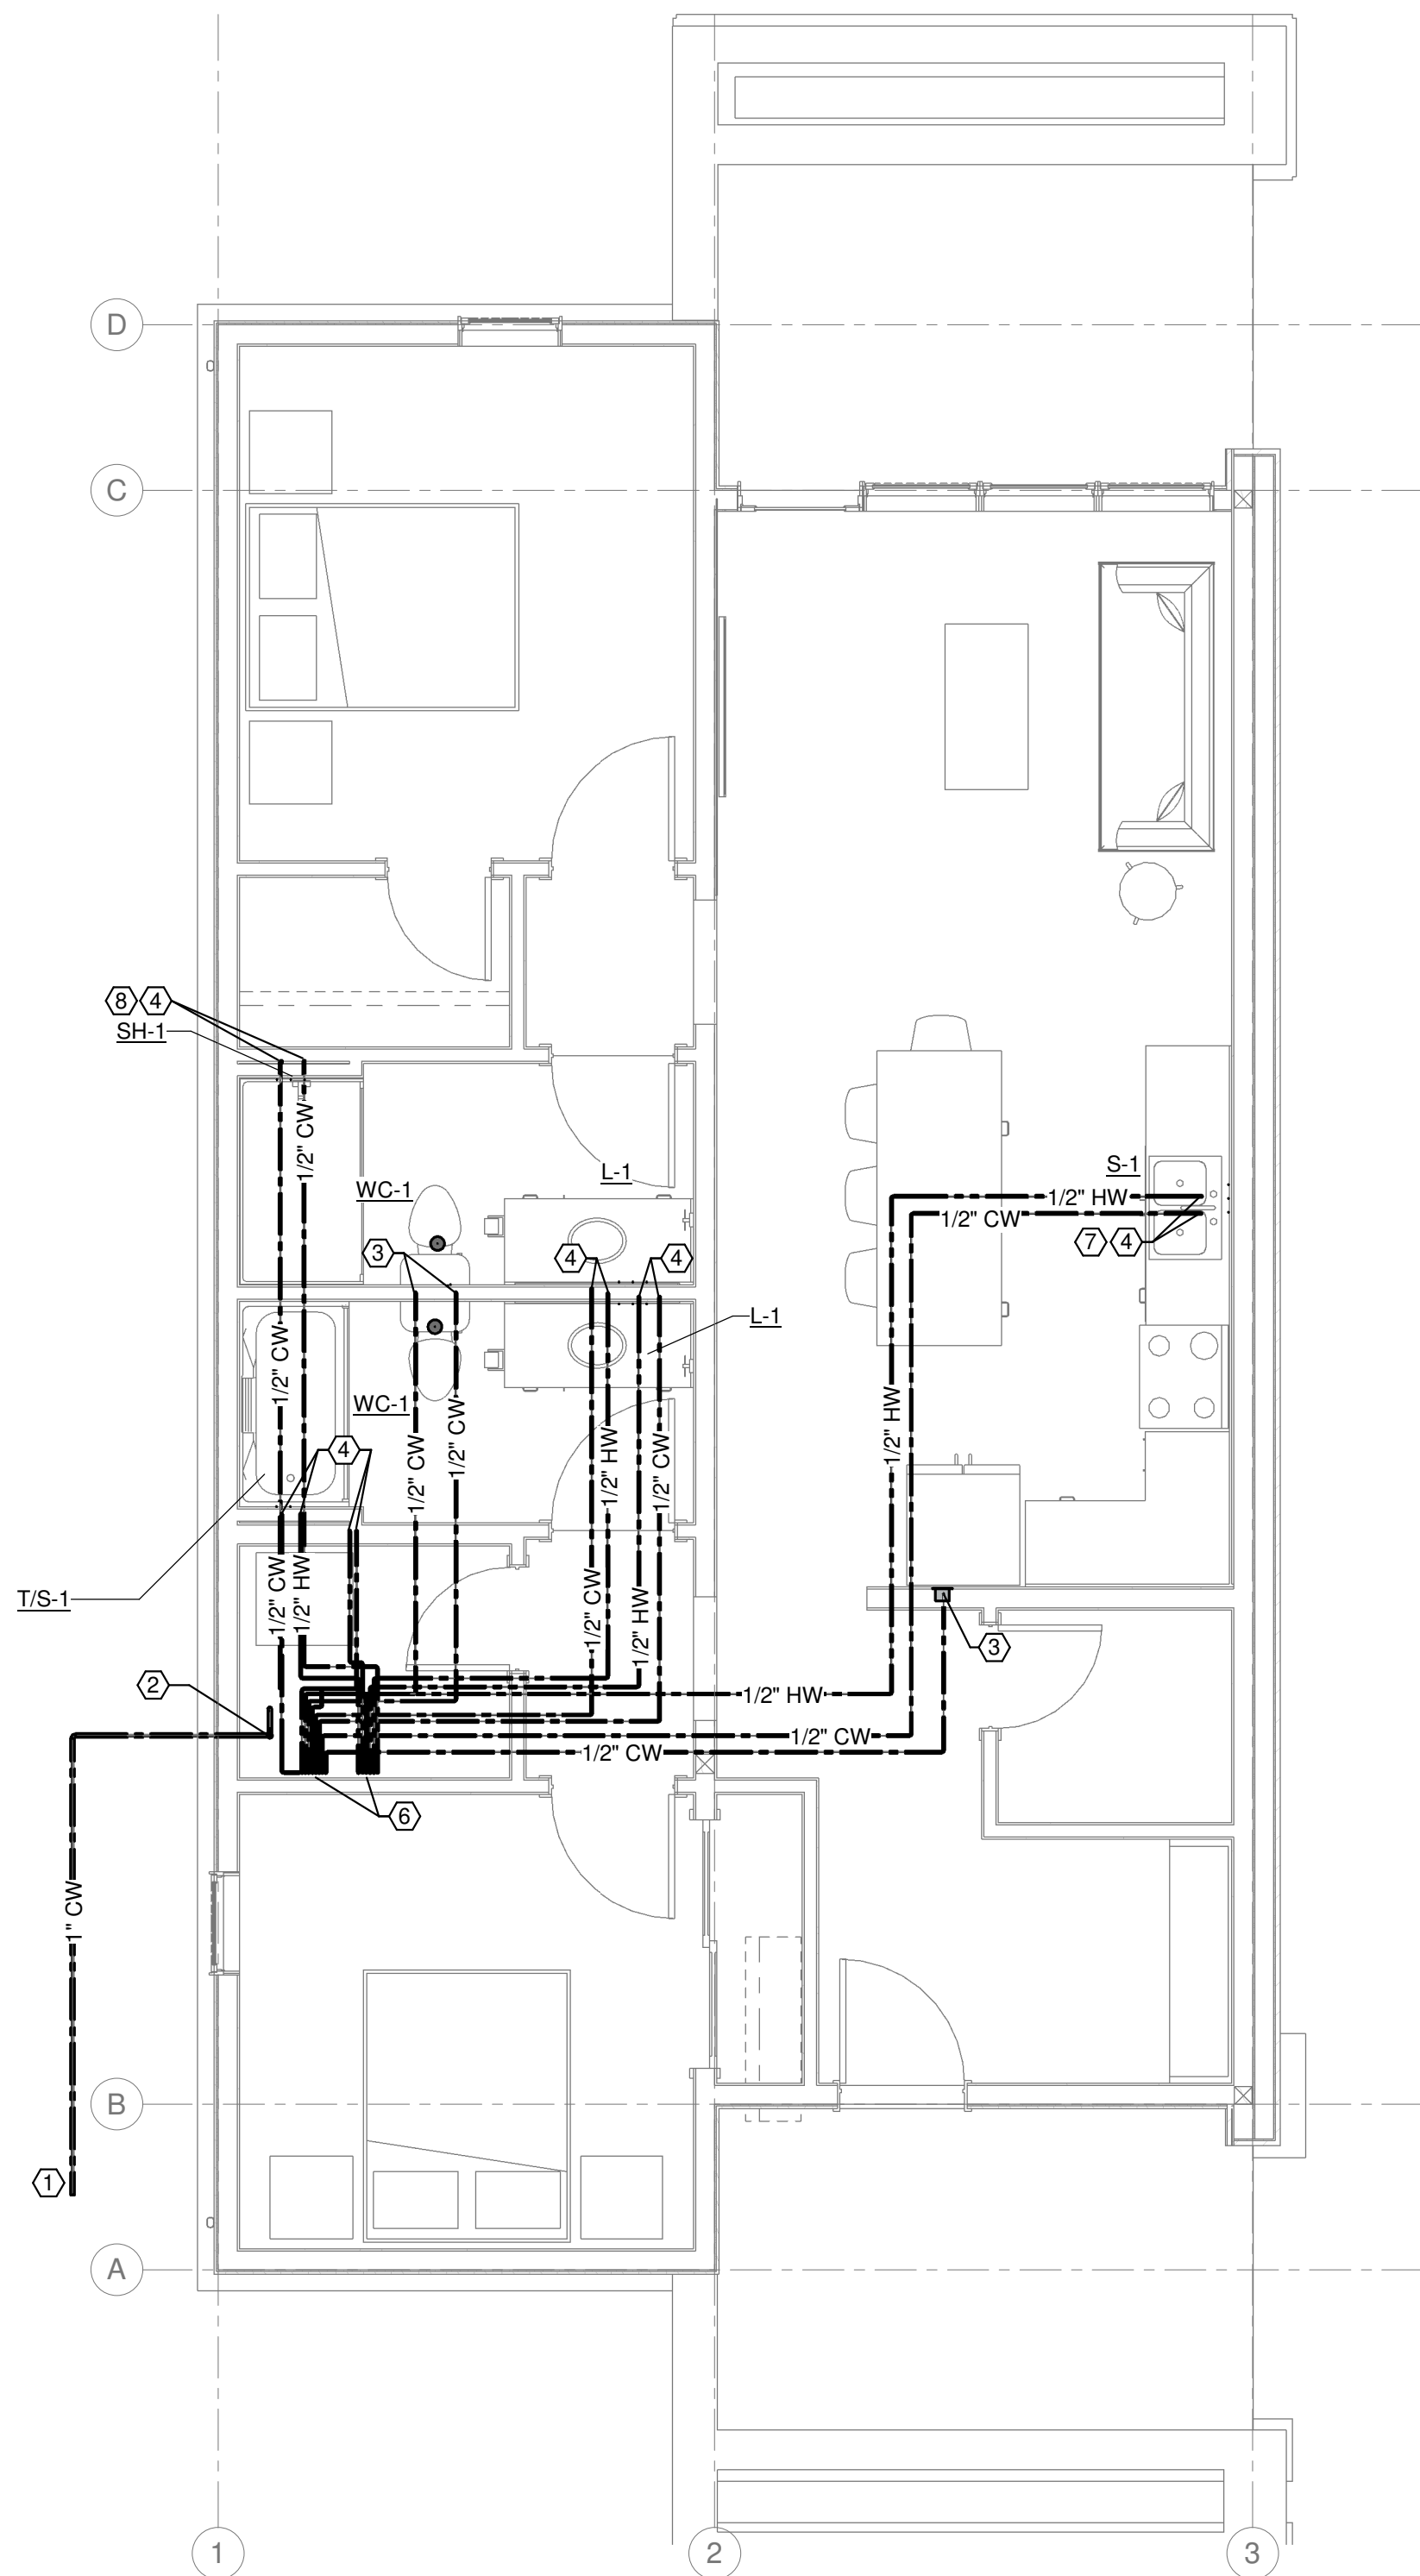 D
C
8 4
SH-1
1/2" CW
L-1
S-1
WC-1
1/2" HW
1/2" CW
3
4
4
7 4
L-1
1/2" CW
WC-1
1/2" HW
4
1/2" CW
1/2" CW
1/2" HW
1/2" CW
T/S-1
1/2" CW
1/2" HW
1/2" CW
1/2" HW
3
2
1/2" HW
1/2" CW
1/2" CW
6
1" CW
B
1
A
1
2
3